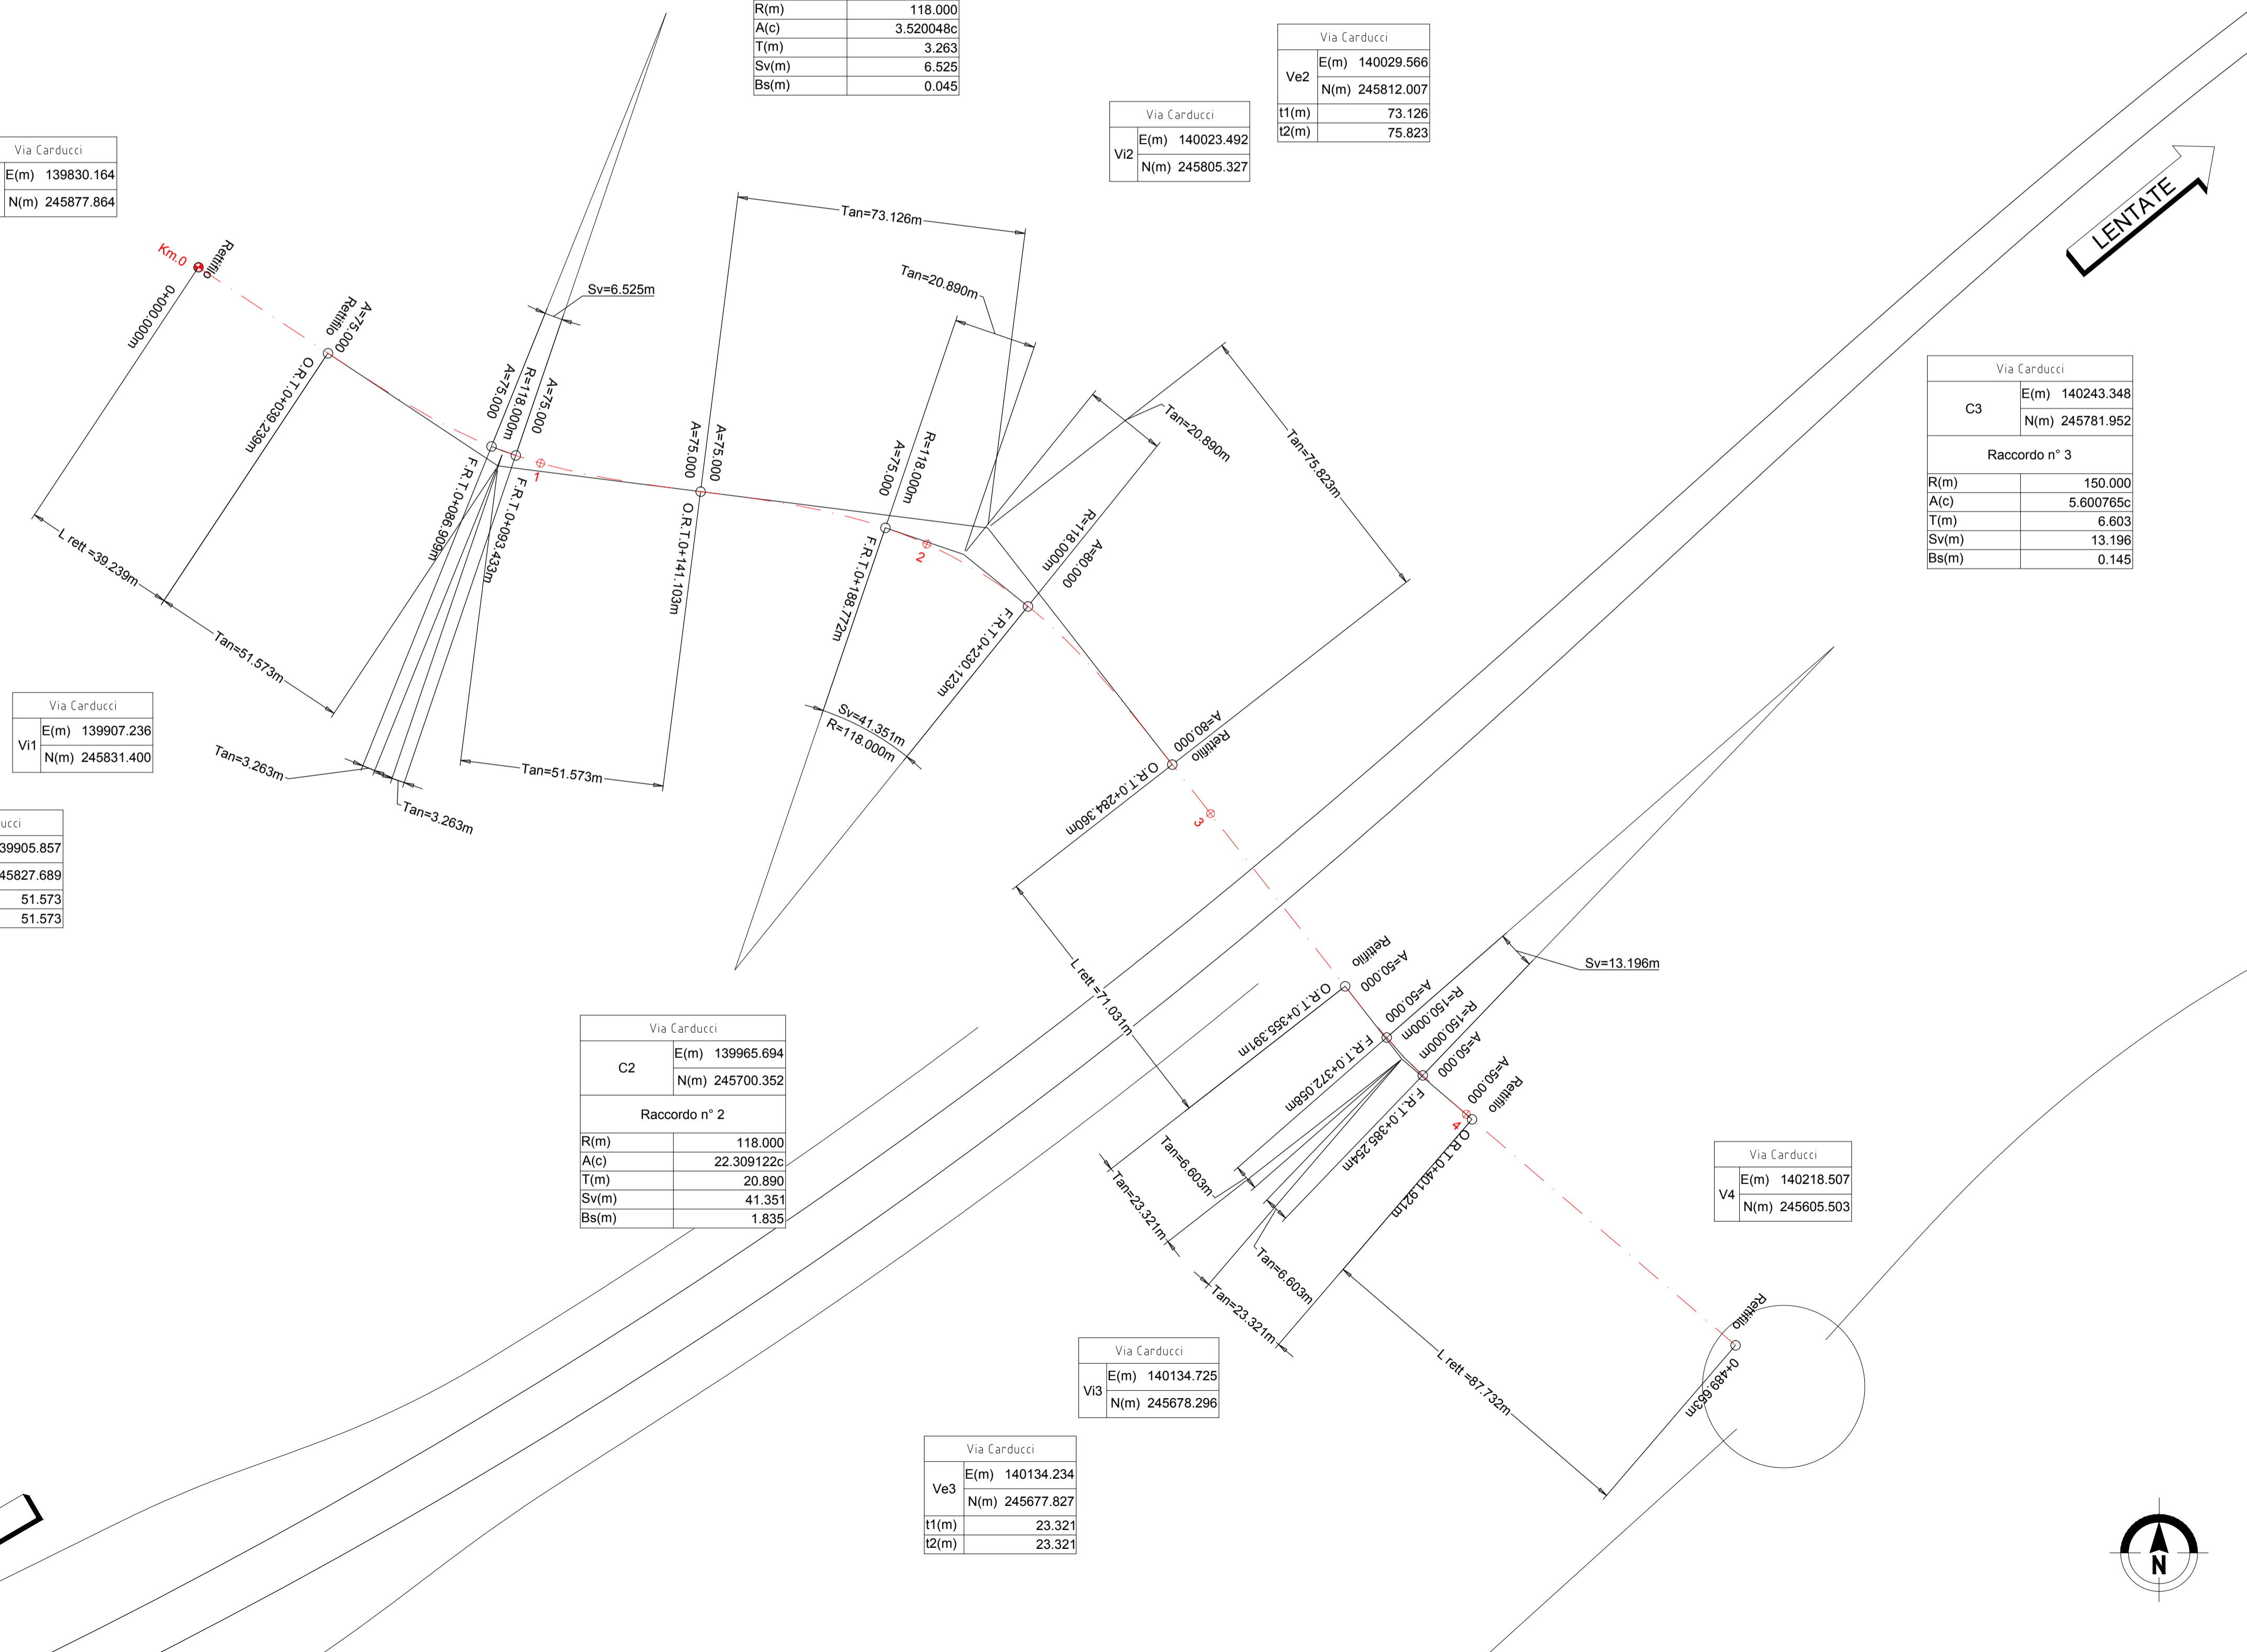 R(m) 118.000
A(c) 3.520048c
T(m) 3.263
Sv(m) 6.525
Bs(m) 0.045
Via Carducci
Ve2
E(m) 140029.566
N(m) 245812.007
t1(m) 73.126
t2(m) 75.823
Via Carducci
Vi2
E(m) 140023.492
N(m) 245805.327
Via Carducci
E(m) 139830.164
N(m) 245877.864
LENTATE
Km.0
Rettifilo
0+000.000m
Rettifilo
A=75.000
O.R.T.0+039.239m
L rett =39.239m
Tan=51.573m
Sv=6.525m
A=75.000
R=118.000m
A=75.000
F.R.T.0+086.909m
F.R.T.0+093.433m
1
Tan=3.263m
Tan=3.263m
Tan=51.573m
A=75.000
A=75.000
O.R.T.0+141.103m
Tan=73.126m
Tan=20.890m
A=75.000
R=118.000m
F.R.T.0+188.772m
2
Tan=20.890m
Tan=75.823m
R=118.000m
A=80.000
F.R.T.0+230.123m
Sv=41.351m
R=118.000m
A=80.000
Rettifilo
O.R.T.0+284.360m
3
L rett =71.031m
Via Carducci
C3
E(m) 140243.348
N(m) 245781.952
Raccordo n° 3
R(m) 150.000
A(c) 5.600765c
T(m) 6.603
Sv(m) 13.196
Bs(m) 0.145
Via Carducci
Vi1
E(m) 139907.236
N(m) 245831.400
ucci
39905.857
45827.689
51.573
51.573
Rettifilo
A=50.000
O.R.T.0+355.391m
A=50.000
R=150.000m
F.R.T.0+372.058m
R=150.000m
A=50.000
F.R.T.0+385.254m
Sv=13.196m
A=50.000
Rettifilo
4
O.R.T.0+401.921m
Tan=6.603m
Tan=23.321m
Tan=6.603m
Tan=23.321m
L rett =87.732m
Rettifilo
0+489.653m
Via Carducci
C2
E(m) 139965.694
N(m) 245700.352
Raccordo n° 2
R(m) 118.000
A(c) 22.309122c
T(m) 20.890
Sv(m) 41.351
Bs(m) 1.835
Via Carducci
V4
E(m) 140218.507
N(m) 245605.503
Via Carducci
Vi3
E(m) 140134.725
N(m) 245678.296
Via Carducci
Ve3
E(m) 140134.234
N(m) 245677.827
t1(m) 23.321
t2(m) 23.321
N